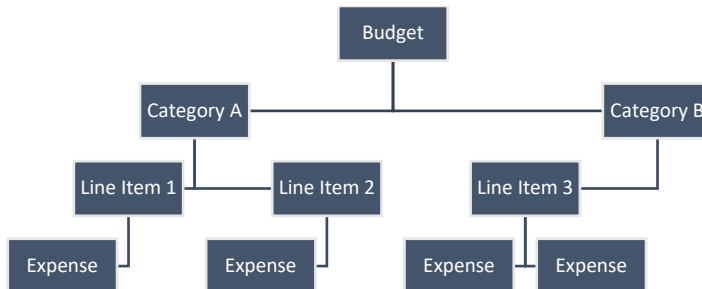 Budget
Category A
Category B
Line Item 1
Line Item 2
Line Item 3
Expense
Expense
Expense
Expense